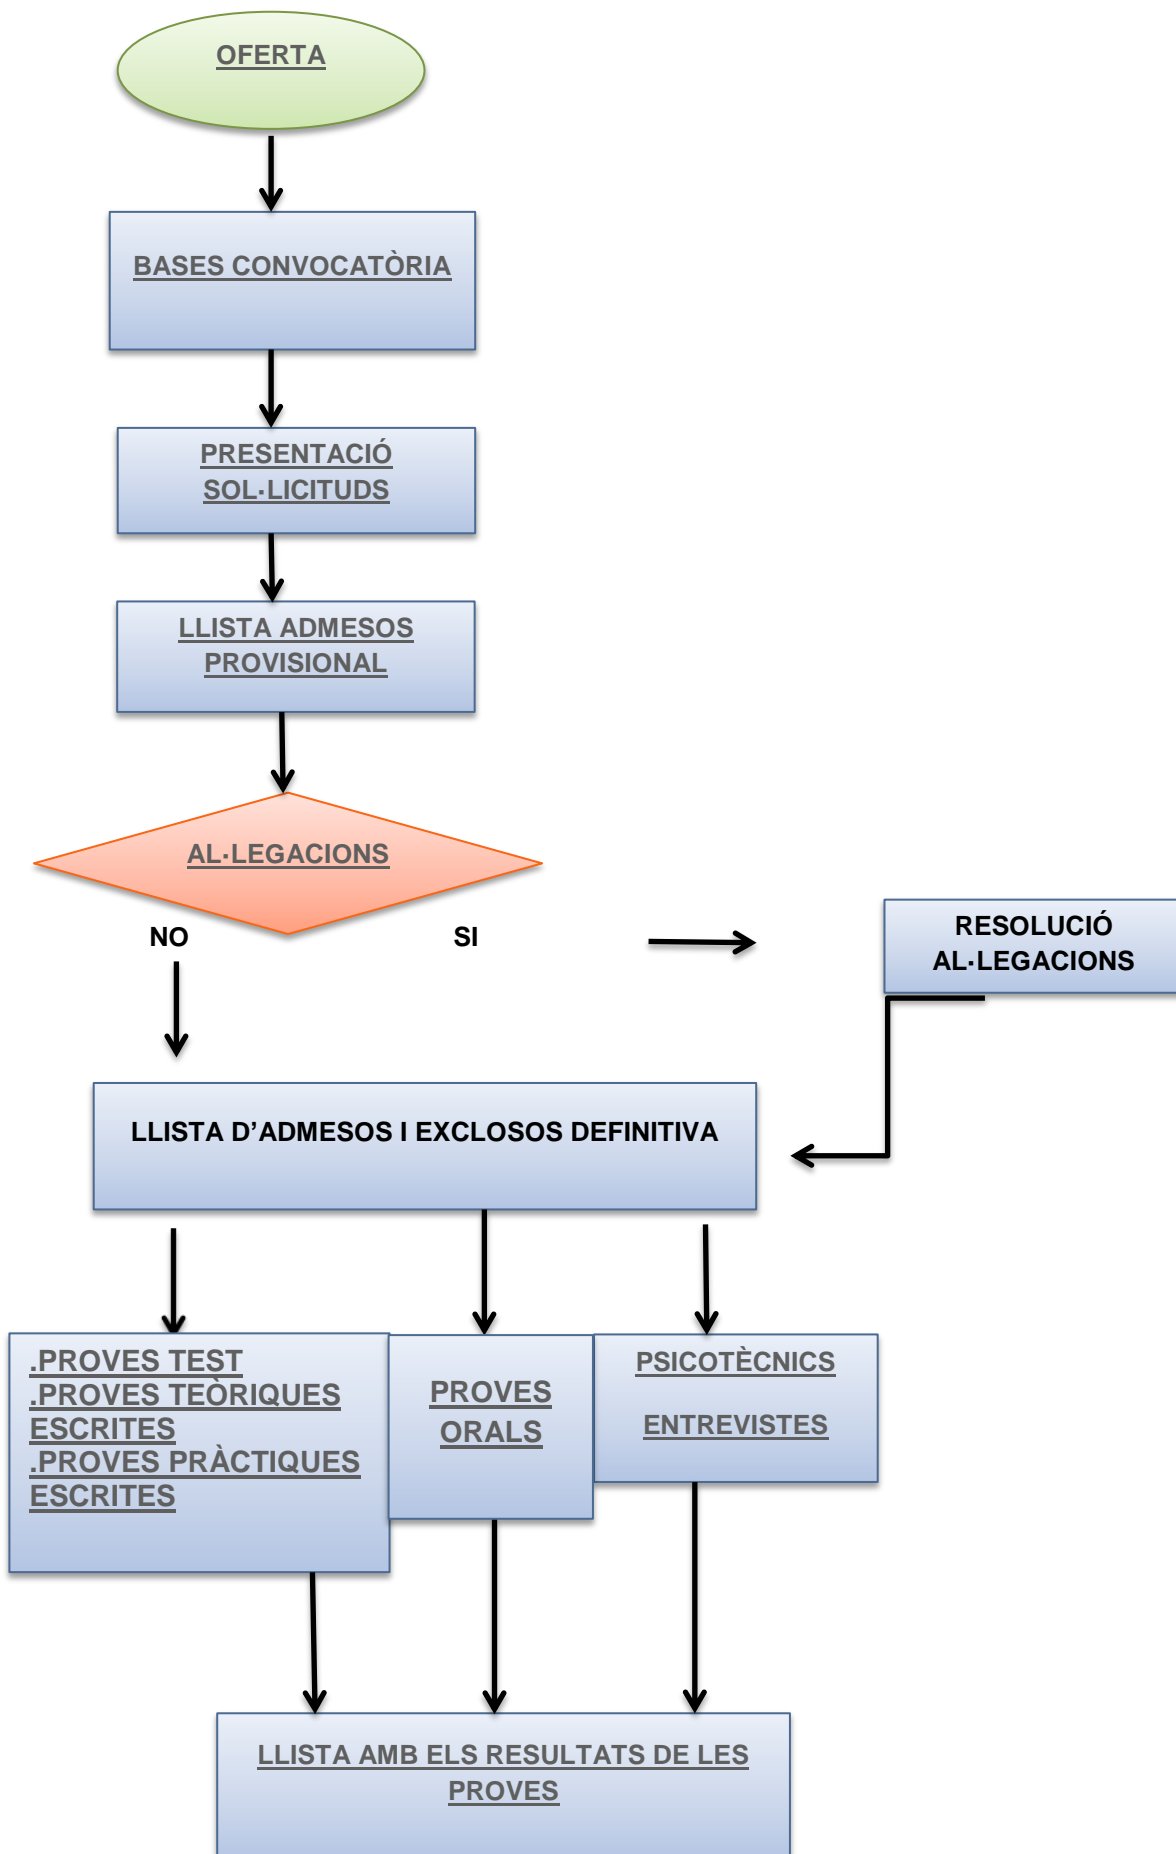 OFERTA
BASES CONVOCATÒRIA
PRESENTACIÓ
SOL·LICITUDS
LLISTA ADMESOS
PROVISIONAL
AL·LEGACIONS
NO
SI
RESOLUCIÓ
AL·LEGACIONS
LLISTA D’ADMESOS I EXCLOSOS DEFINITIVA
.PROVES TEST
.PROVES TEÒRIQUES
ESCRITES
.PROVES PRÀCTIQUES
ESCRITES
PROVES
ORALS
PSICOTÈCNICS
ENTREVISTES
LLISTA AMB ELS RESULTATS DE LES
PROVES